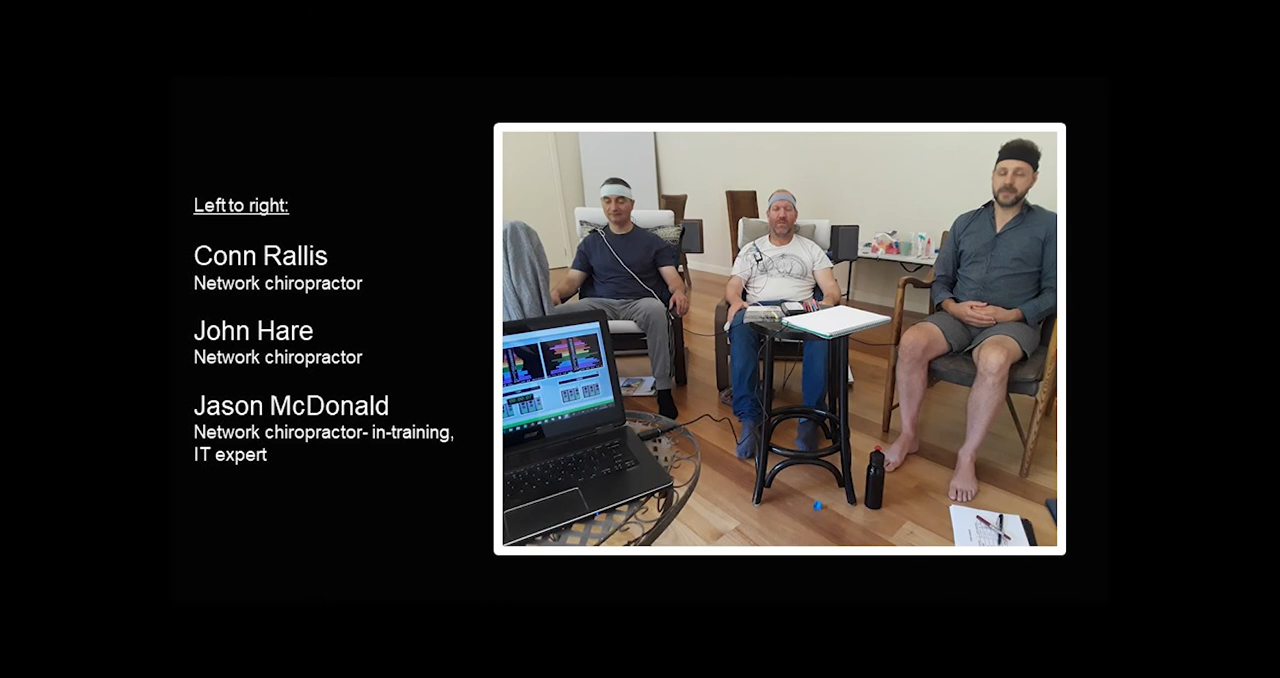 Left to right:
Conn Rallis
Network chiropractor
John Hare
Network chiropractor
Jason McDonald
Network chiropractor- in-training,
IT expert